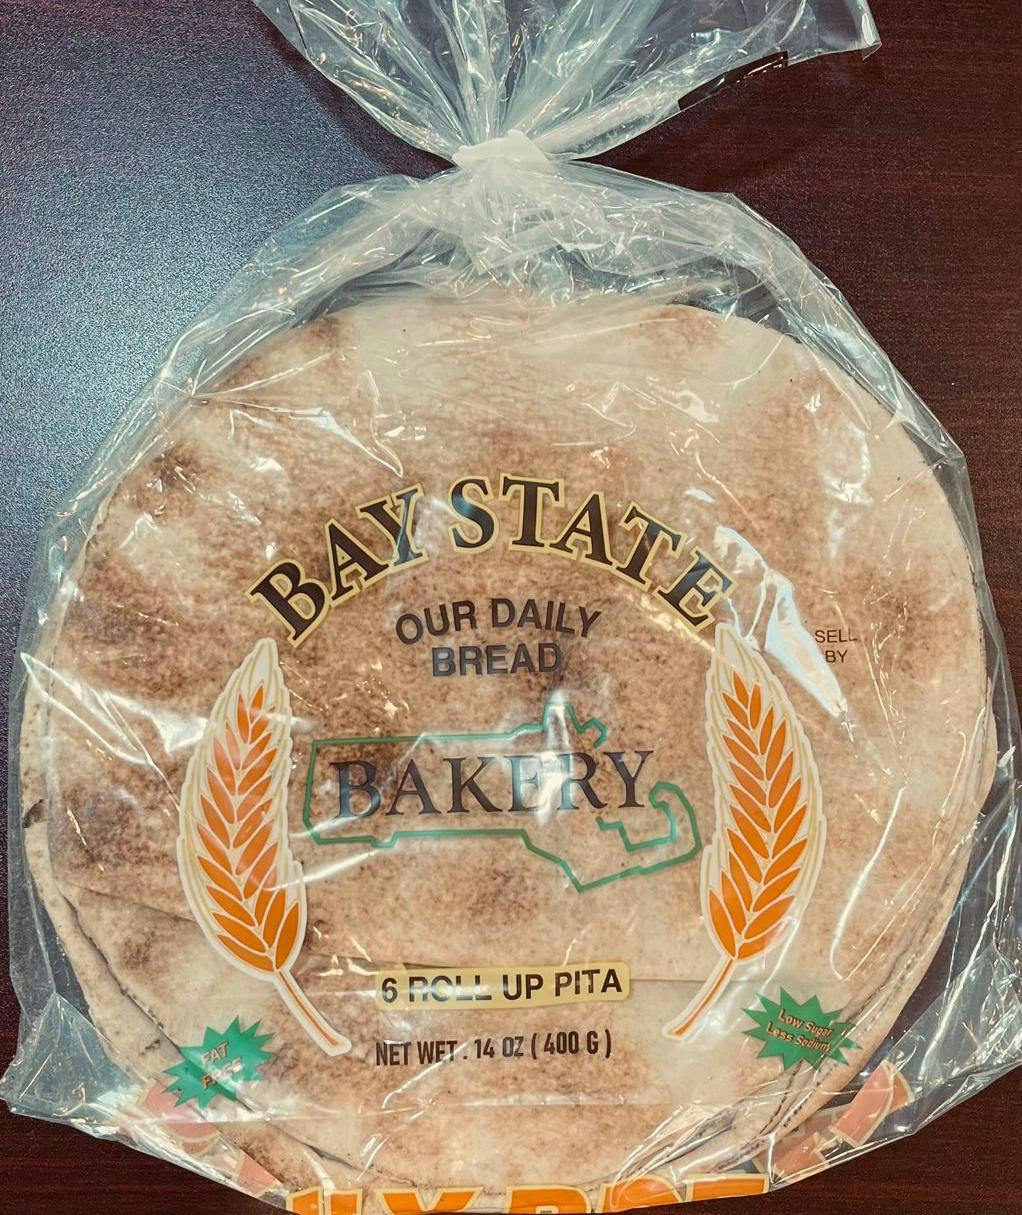 BAY STATE
OUR DAILY
BREAD
SELL
BY
BAKERY
6 ROLL UP PITA
NET WET. 14 OZ ( 400 G )
FAT
FREE
Low Sugar
Less Sodium